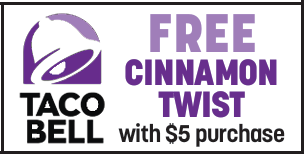 FREE
CINNAMON
TWIST
with $5 purchase
TACO
BELL